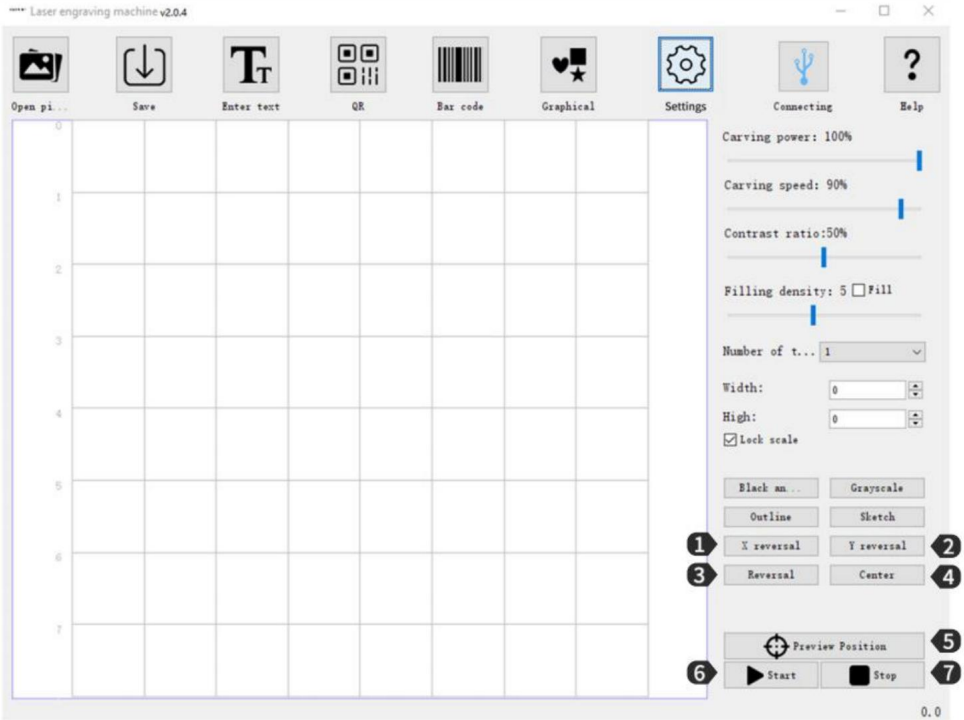 Laser engraving machine v2.0.4
Open pi... Save Enter text QR Bar code Graphical Settings Connecting Help
0
1
2
3
4
5
6
7
Carving power: 100%
Carving speed: 90%
Contrast ratio:50%
Filling density: 5 Fill
Number of t... 1
Width: 0
High: 0
Lock scale
Black an... Grayscale
Outline Sketch
1 X reversal Y reversal 2
3 Reversal Center 4
Preview Position 5
6 Start Stop 7
0.0